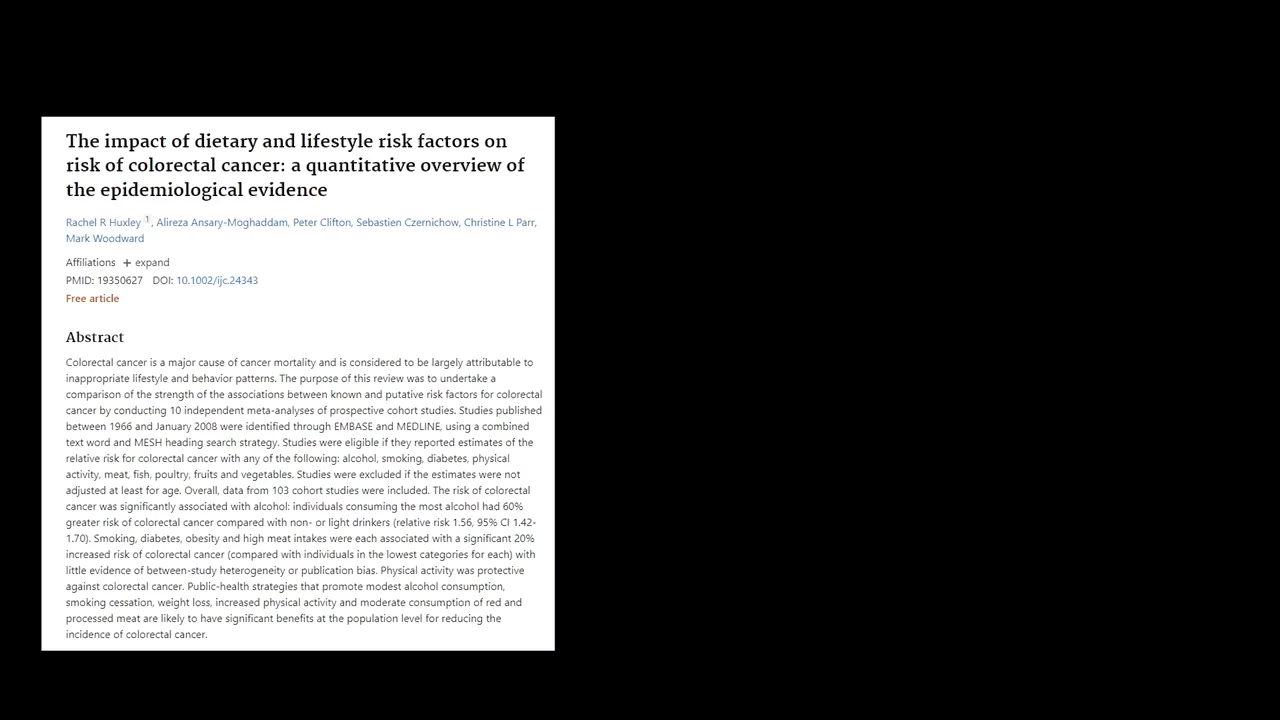 The impact of dietary and lifestyle risk factors on
risk of colorectal cancer: a quantitative overview of
the epidemiological evidence
Rachel R Huxley 1, Alireza Ansary-Moghaddam, Peter Clifton, Sebastien Czernichow, Christine L Parr,
Mark Woodward
Affiliations + expand
PMID: 19350627 DOI: 10.1002/ijc.24343
Free article
Abstract
Colorectal cancer is a major cause of cancer mortality and is considered to be largely attributable to
inappropriate lifestyle and behavior patterns. The purpose of this review was to undertake a
comparison of the strength of the associations between known and putative risk factors for colorectal
cancer by conducting 10 independent meta-analyses of prospective cohort studies. Studies published
between 1966 and January 2008 were identified through EMBASE and MEDLINE, using a combined
text word and MESH heading search strategy. Studies were eligible if they reported estimates of the
relative risk for colorectal cancer with any of the following: alcohol, smoking, diabetes, physical
activity, meat, fish, poultry, fruits and vegetables. Studies were excluded if the estimates were not
adjusted at least for age. Overall, data from 103 cohort studies were included. The risk of colorectal
cancer was significantly associated with alcohol: individuals consuming the most alcohol had 60%
greater risk of colorectal cancer compared with non- or light drinkers (relative risk 1.56, 95% CI 1.42-
1.70). Smoking, diabetes, obesity and high meat intakes were each associated with a significant 20%
increased risk of colorectal cancer (compared with individuals in the lowest categories for each) with
little evidence of between-study heterogeneity or publication bias. Physical activity was protective
against colorectal cancer. Public-health strategies that promote modest alcohol consumption,
smoking cessation, weight loss, increased physical activity and moderate consumption of red and
processed meat are likely to have significant benefits at the population level for reducing the
incidence of colorectal cancer.